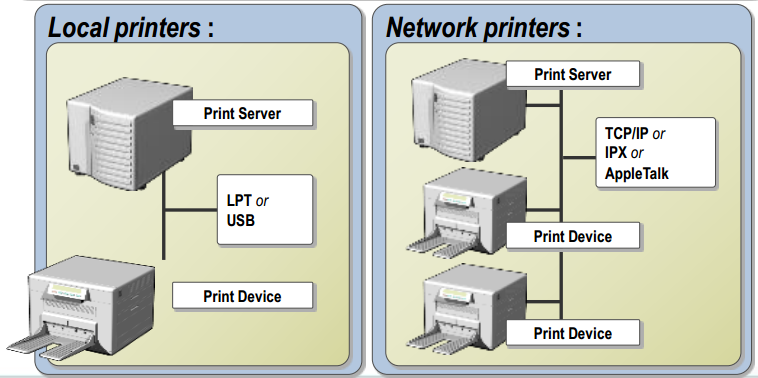 Local printers :
Print Server
LPT or
USB
Print Device
Network printers :
Print Server
TCP/IP or
IPX or
AppleTalk
Print Device
Print Device